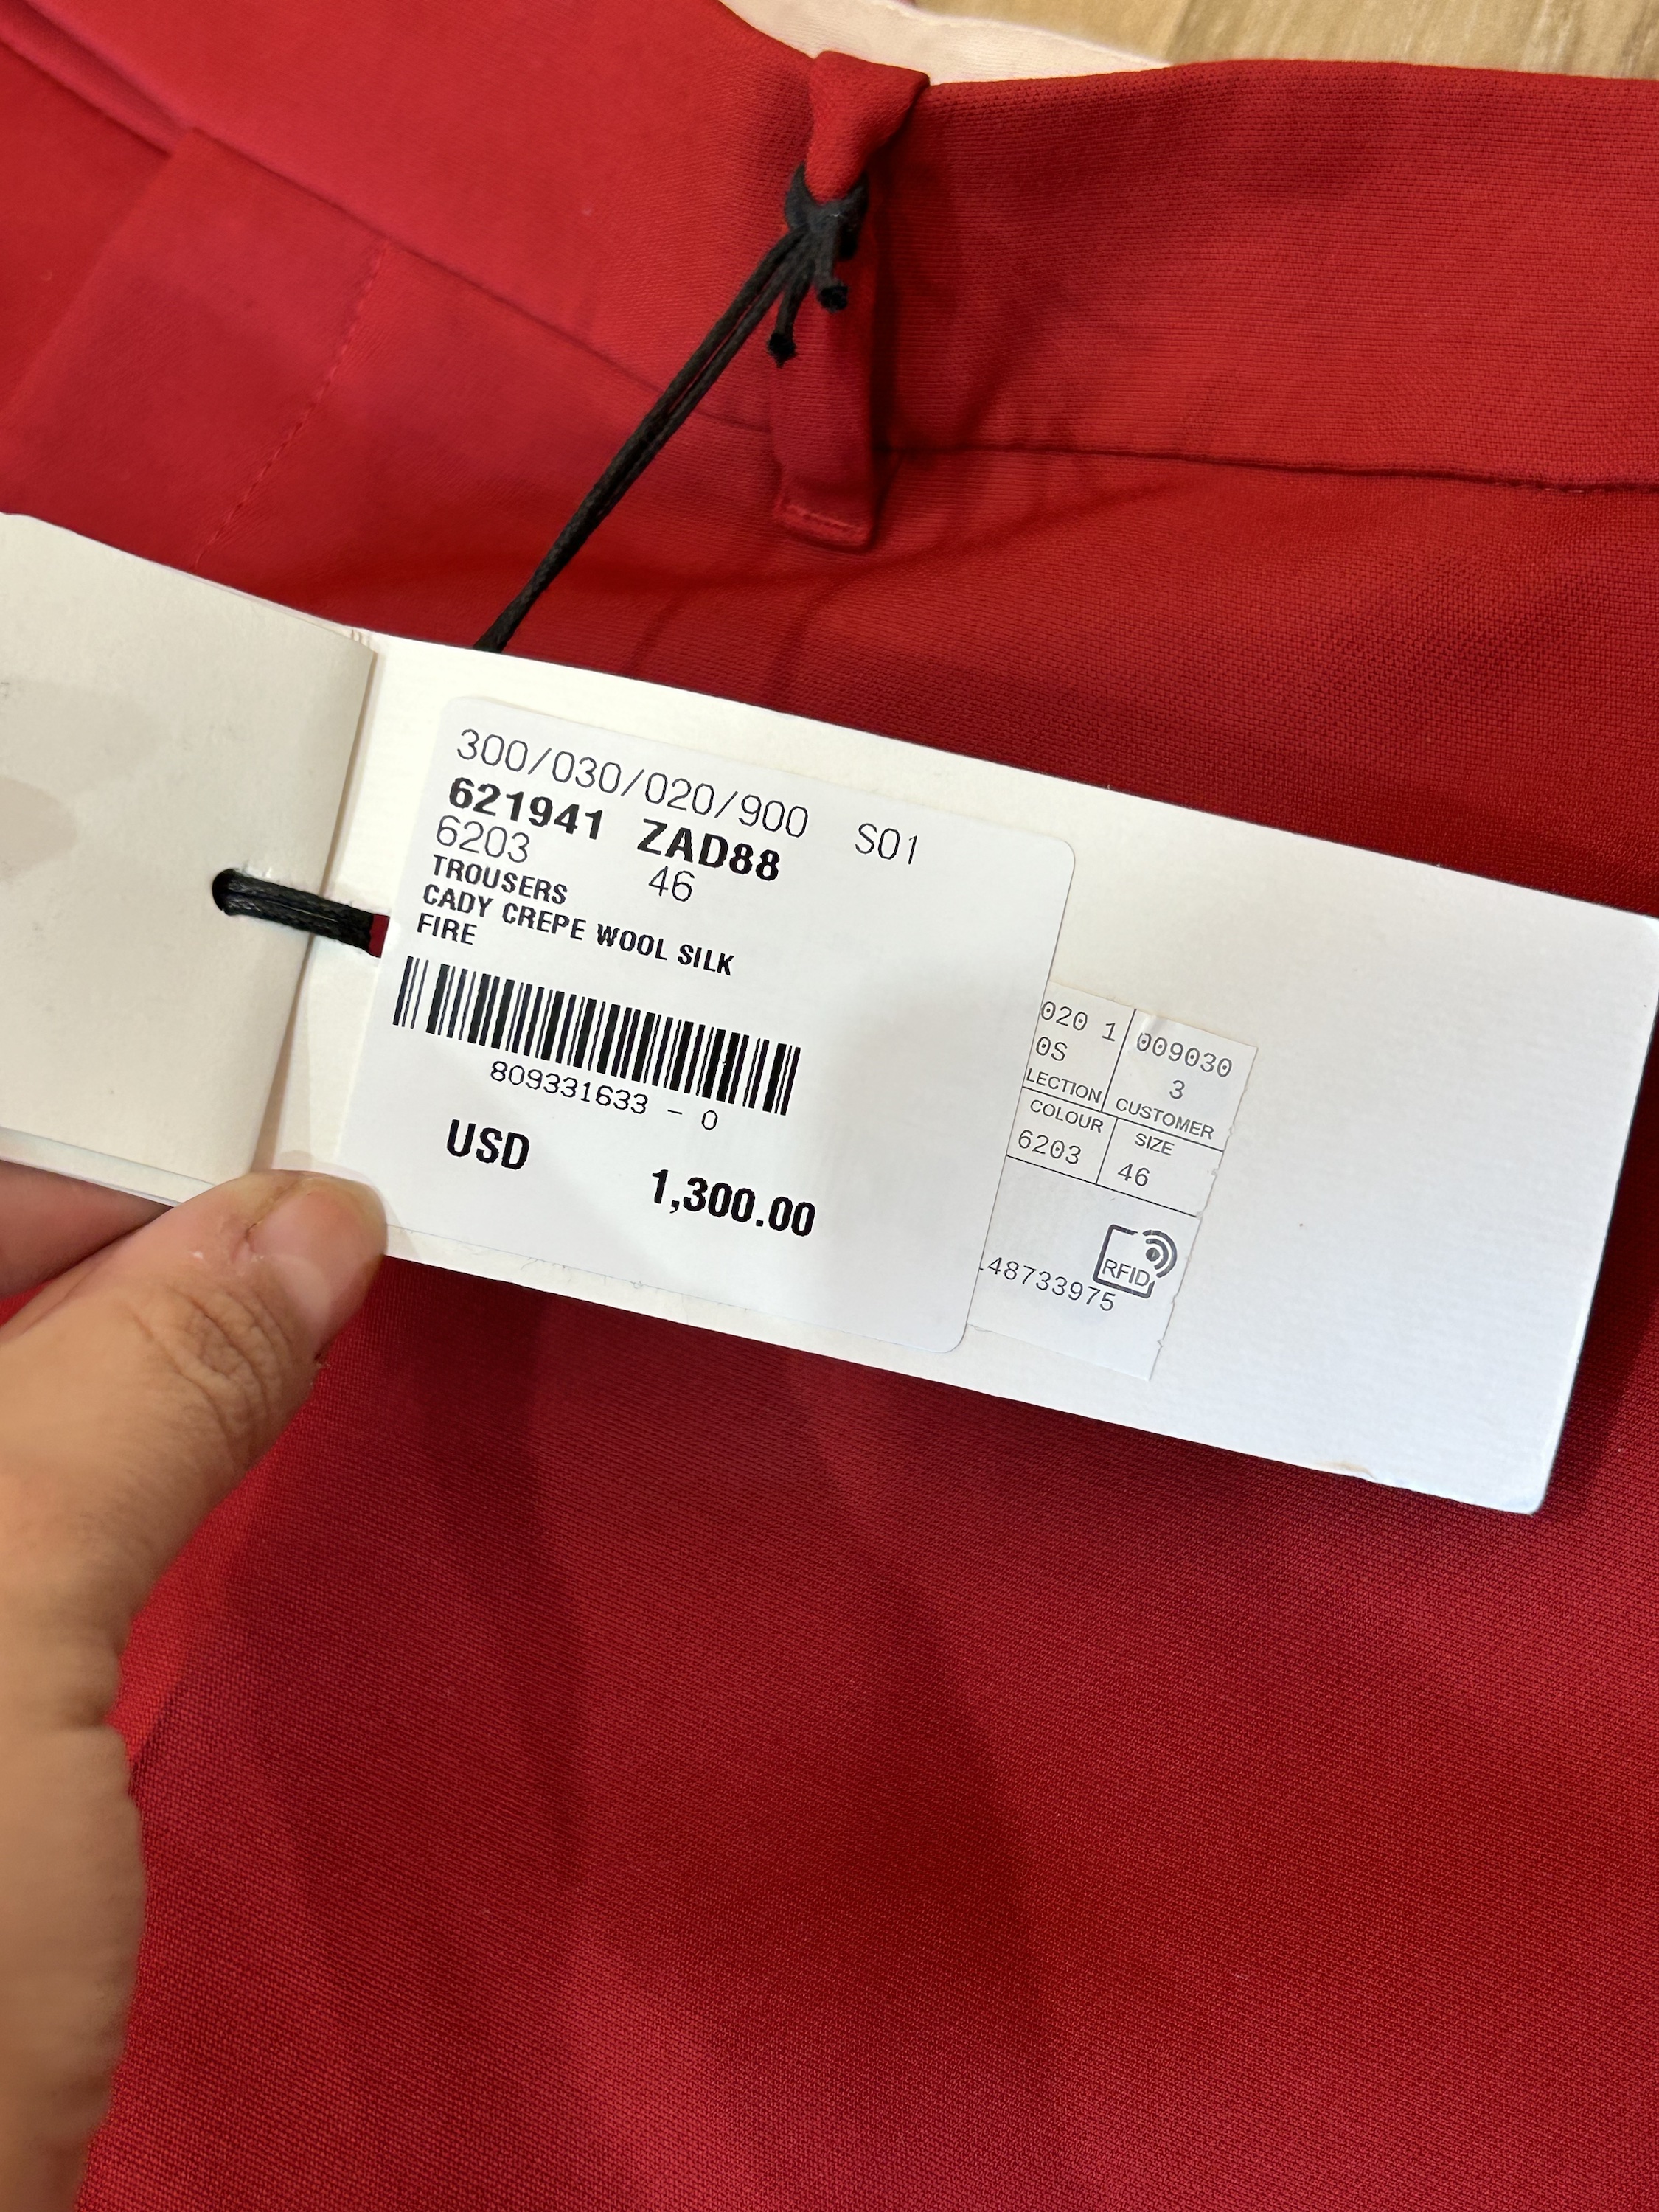 300/030/020/900 S01
621941 ZAD88
6203 46
TROUSERS
CADY CREPE WOOL SILK
FIRE
809331633 - 0
USD 1,300.00
020 1 009030
0S 3
LECTION CUSTOMER
COLOUR SIZE
6203 46
RFID
48733975